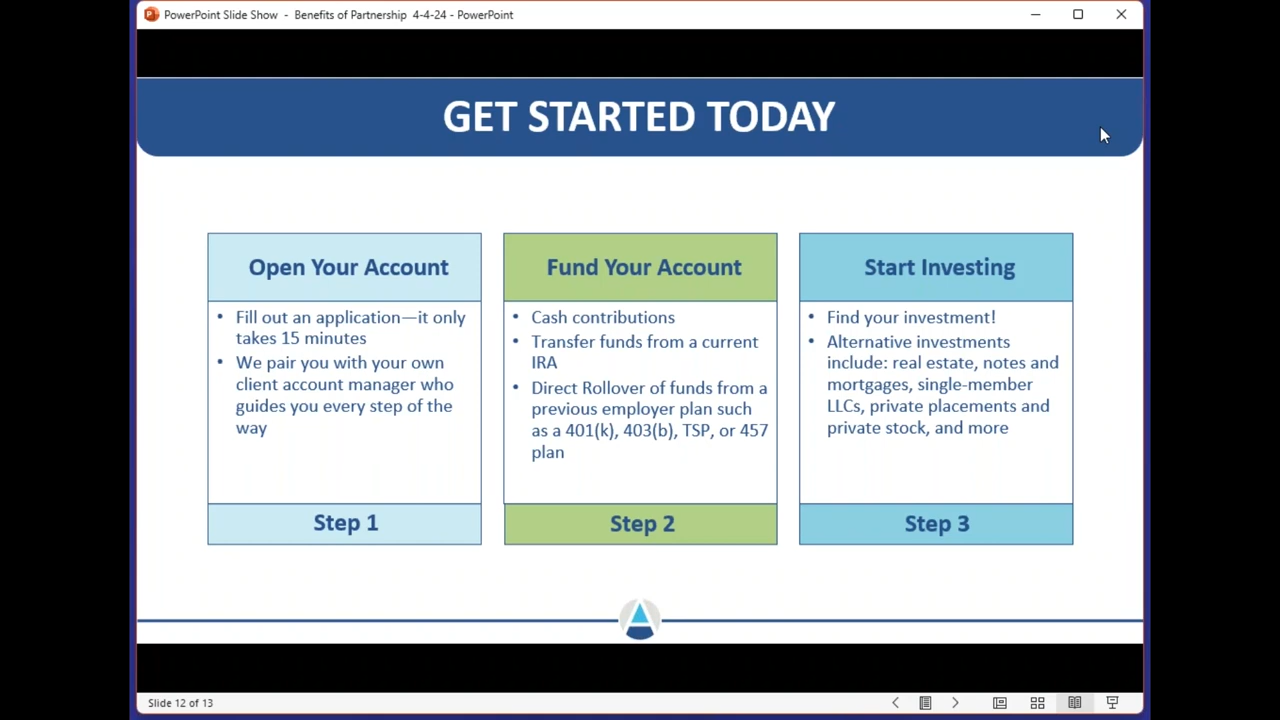 PowerPoint Slide Show - Benefits of Partnership 4-4-24 - PowerPoint
GET STARTED TODAY
Open Your Account
• Fill out an application—it only
takes 15 minutes
• We pair you with your own
client account manager who
guides you every step of the
way
Step 1
Fund Your Account
• Cash contributions
• Transfer funds from a current
IRA
• Direct Rollover of funds from a
previous employer plan such
as a 401(k), 403(b), TSP, or 457
plan
Step 2
Start Investing
• Find your investment!
• Alternative investments
include: real estate, notes and
mortgages, single-member
LLCs, private placements and
private stock, and more
Step 3
Slide 12 of 13